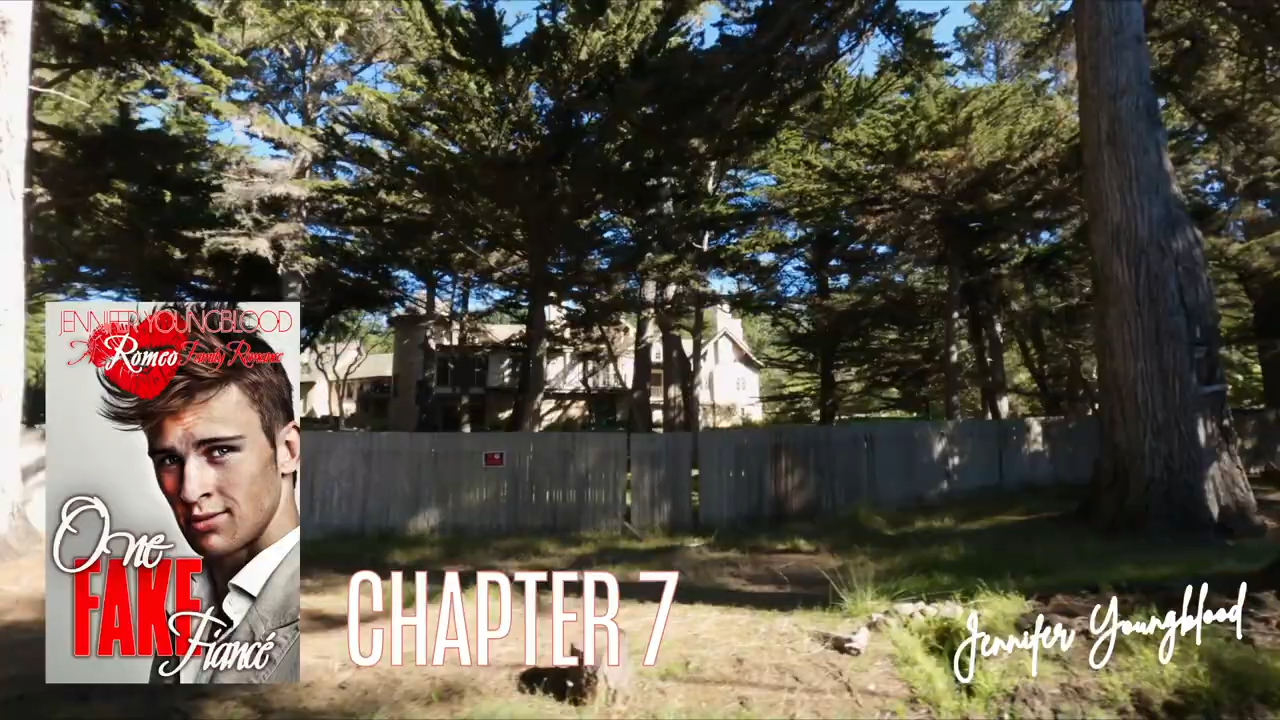 JENNIFER YOUNGBLOOD
A Romeo Family Romance
One
FAKE
Fiancé
CHAPTER 7
Jennifer Youngblood